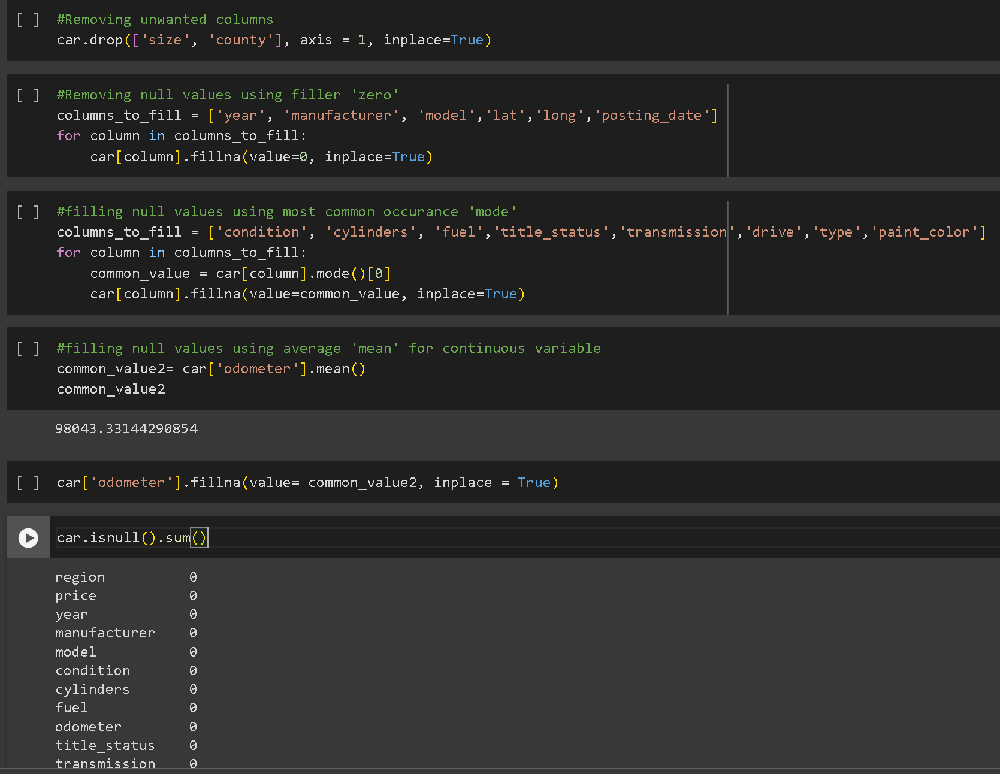 [ ] #Removing unwanted columns
car.drop(['size', 'county'], axis = 1, inplace=True)
[ ] #Removing null values using filler 'zero'
columns_to_fill = ['year', 'manufacturer', 'model','lat','long','posting_date']
for column in columns_to_fill:
    car[column].fillna(value=0, inplace=True)
[ ] #filling null values using most common occurance 'mode'
columns_to_fill = ['condition', 'cylinders', 'fuel','title_status','transmission','drive','type','paint_color']
for column in columns_to_fill:
    common_value = car[column].mode()[0]
    car[column].fillna(value=common_value, inplace=True)
[ ] #filling null values using average 'mean' for continuous variable
common_value2= car['odometer'].mean()
common_value2
98043.33144290854
[ ] car['odometer'].fillna(value= common_value2, inplace = True)
car.isnull().sum()
region 0
price 0
year 0
manufacturer 0
model 0
condition 0
cylinders 0
fuel 0
odometer 0
title_status 0
transmission 0